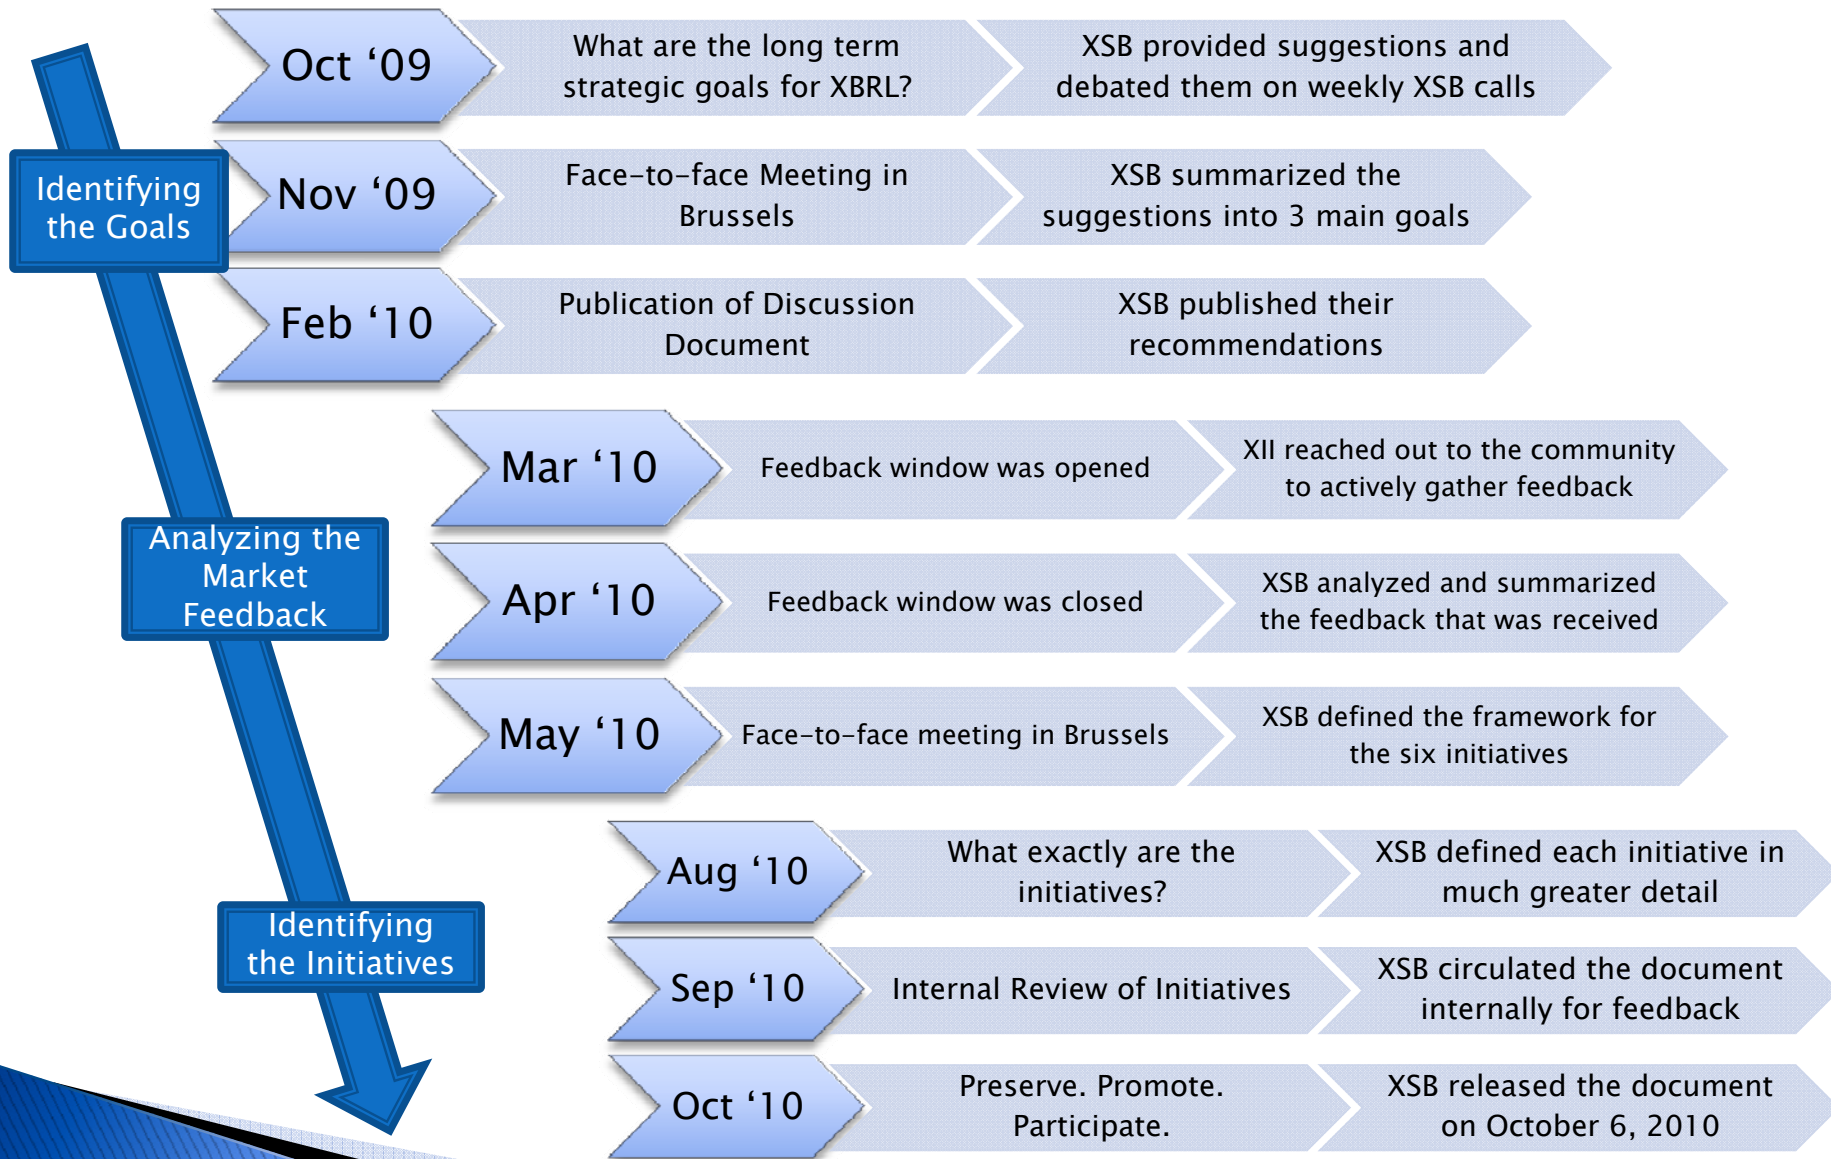 Oct ‘09
What are the long term
strategic goals for XBRL?
XSB provided suggestions and
debated them on weekly XSB calls
Identifying
the Goals
Nov ‘09
Face-to-face Meeting in
Brussels
XSB summarized the
suggestions into 3 main goals
Feb ‘10
Publication of Discussion
Document
XSB published their
recommendations
Mar ‘10
Feedback window was opened
XII reached out to the community
to actively gather feedback
Analyzing the
Market
Feedback
Apr ‘10
Feedback window was closed
XSB analyzed and summarized
the feedback that was received
May ‘10
Face-to-face meeting in Brussels
XSB defined the framework for
the six initiatives
Aug ‘10
What exactly are the
initiatives?
XSB defined each initiative in
much greater detail
Identifying
the Initiatives
Sep ‘10
Internal Review of Initiatives
XSB circulated the document
internally for feedback
Oct ‘10
Preserve. Promote.
Participate.
XSB released the document
on October 6, 2010